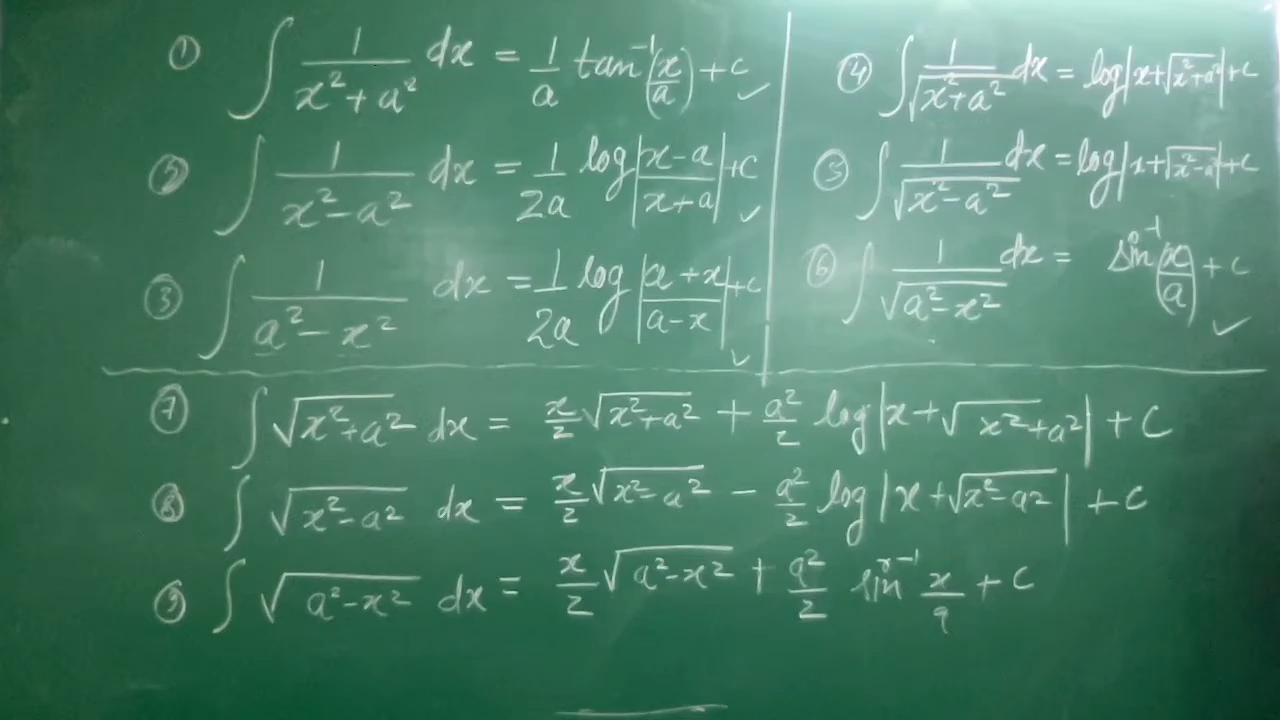 ① ∫ 1/(x²+a²) dx = 1/a tan⁻¹(x/a) + c ✓
② ∫ 1/(x²-a²) dx = 1/2a log|(x-a)/(x+a)| + c ✓
③ ∫ 1/(a²-x²) dx = 1/2a log|(a+x)/(a-x)| + c ✓
④ ∫ 1/√(x²+a²) dx = log|x+√(x²+a²)| + c
⑤ ∫ 1/√(x²-a²) dx = log|x+√(x²-a²)| + c
⑥ ∫ 1/√(a²-x²) dx = sin⁻¹(x/a) + c ✓
⑦ ∫ √(x²+a²) dx = x/2 √(x²+a²) + a²/2 log|x+√(x²+a²)| + C
⑧ ∫ √(x²-a²) dx = x/2 √(x²-a²) - a²/2 log|x+√(x²-a²)| + C
⑨ ∫ √(a²-x²) dx = x/2 √(a²-x²) + a²/2 sin⁻¹ x/a + C